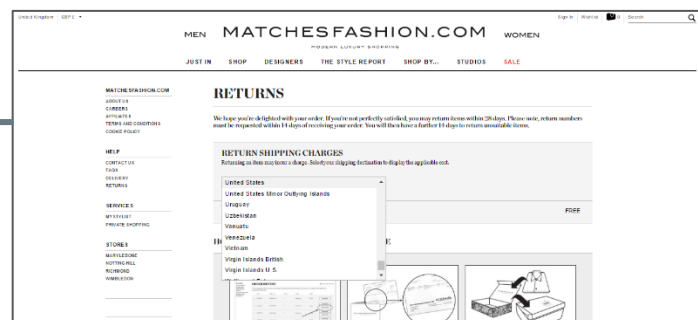 United Kingdom GBP £
Sign In Wishlist 0 Search
MEN MATCHESFASHION.COM WOMEN
MODERN LUXURY SHOPPING
JUST IN SHOP DESIGNERS THE STYLE REPORT SHOP BY... STUDIOS SALE
MATCHESFASHION.COM
ABOUT US
CAREERS
AFFILIATES
TERMS AND CONDITIONS
COOKIE POLICY
HELP
CONTACT US
FAQS
DELIVERY
RETURNS
SERVICES
MYSTYLIST
PRIVATE SHOPPING
STORES
MARYLEBONE
NOTTING HILL
RICHMOND
WIMBLEDON
RETURNS
We hope you're delighted with your order. If you're not perfectly satisfied, you may return items within 28 days. Please note, return numbers
must be requested within 14 days of receiving your order. You will then have a further 14 days to return unsuitable items.
RETURN SHIPPING CHARGES
Returning an item may incur a charge. Select your shipping destination to display the applicable cost.
United States
United States Minor Outlying Islands
Uruguay
Uzbekistan
Vanuatu
Venezuela
Vietnam
Virgin Islands British
Virgin Islands U.S.
FREE